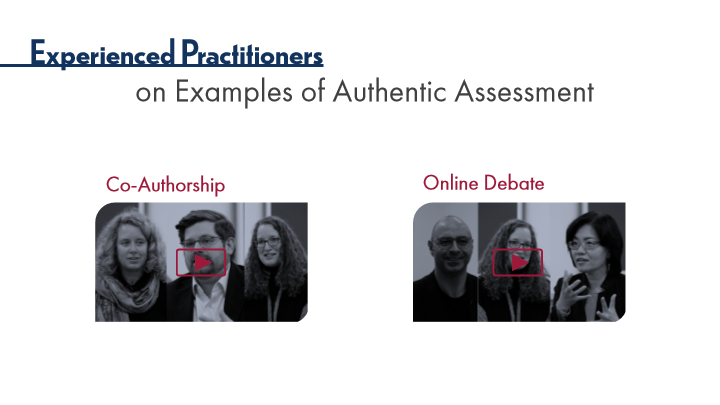 Experienced Practitioners
on Examples of Authentic Assessment
Co-Authorship
Online Debate